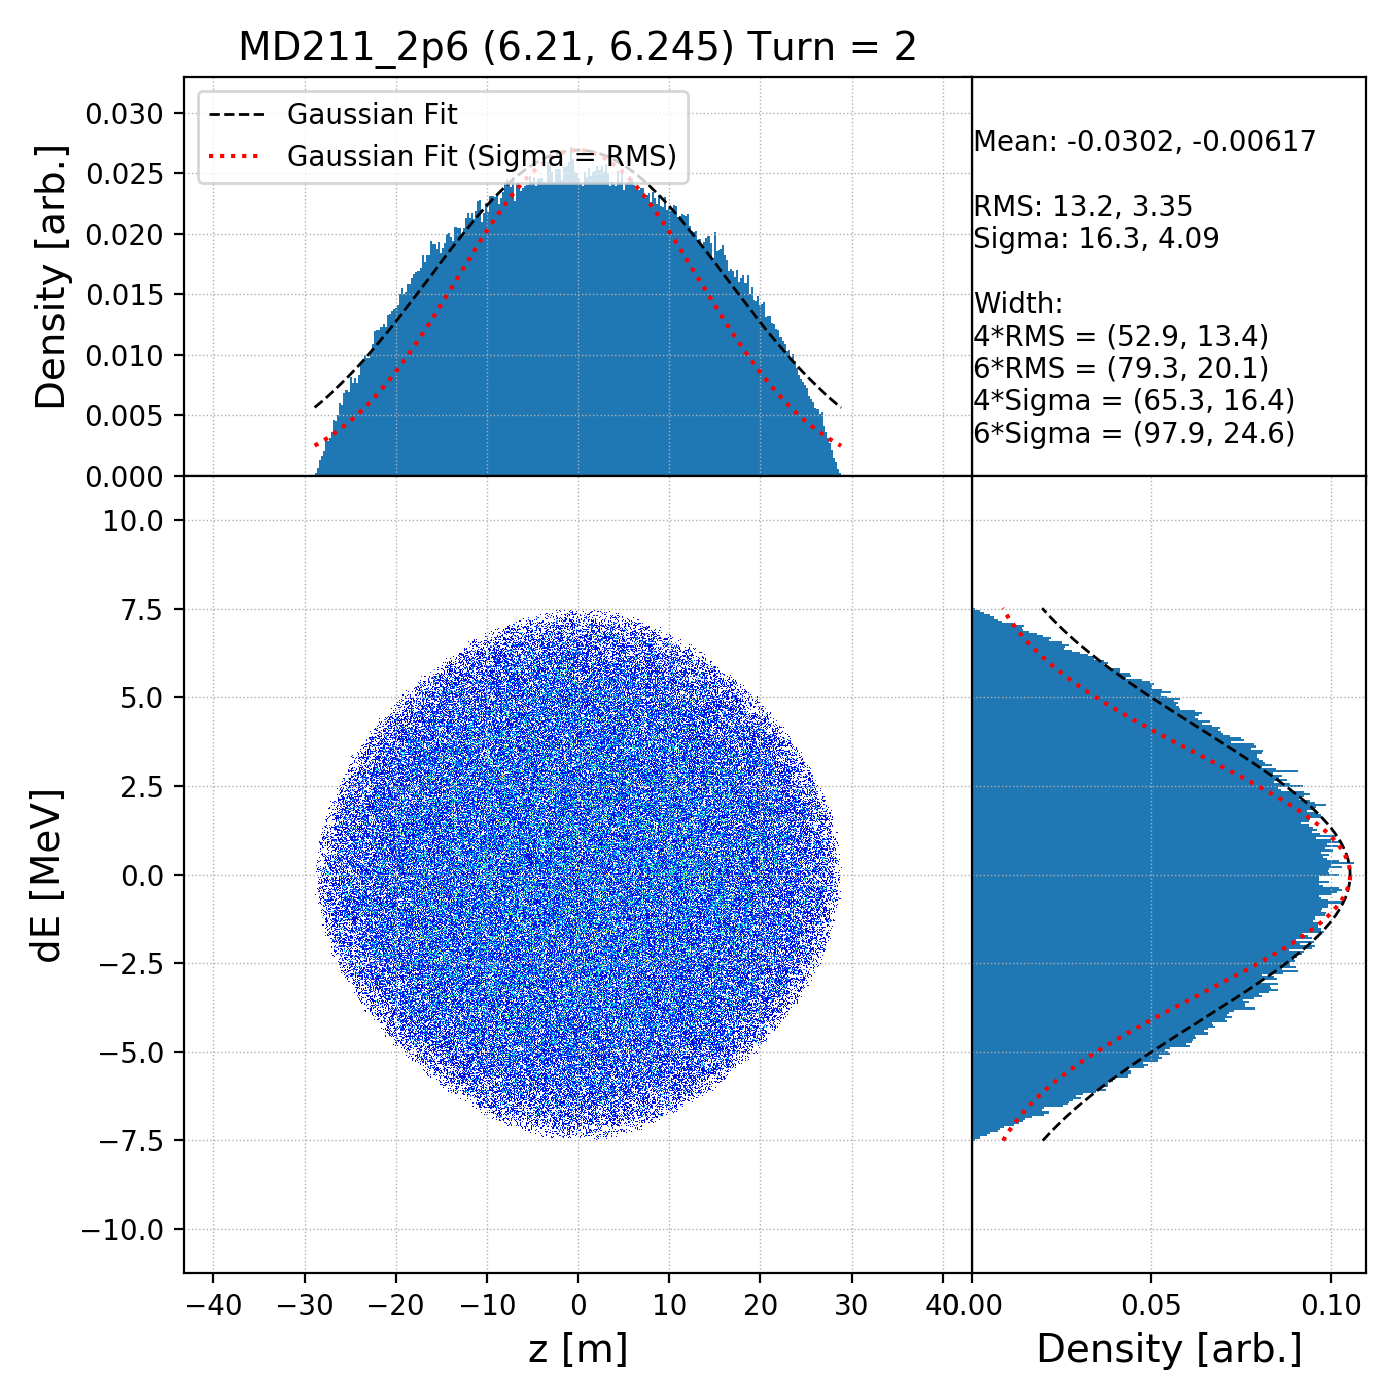 MD211_2p6 (6.21, 6.245) Turn = 2
Gaussian Fit
Gaussian Fit (Sigma = RMS)
Density [arb.]
0.030
0.025
0.020
0.015
0.010
0.005
0.000
Mean: -0.0302, -0.00617
RMS: 13.2, 3.35
Sigma: 16.3, 4.09
Width:
4*RMS = (52.9, 13.4)
6*RMS = (79.3, 20.1)
4*Sigma = (65.3, 16.4)
6*Sigma = (97.9, 24.6)
dE [MeV]
10.0
7.5
5.0
2.5
0.0
−2.5
−5.0
−7.5
−10.0
−40 −30 −20 −10 0 10 20 30 40
z [m]
0.00 0.05 0.10
Density [arb.]